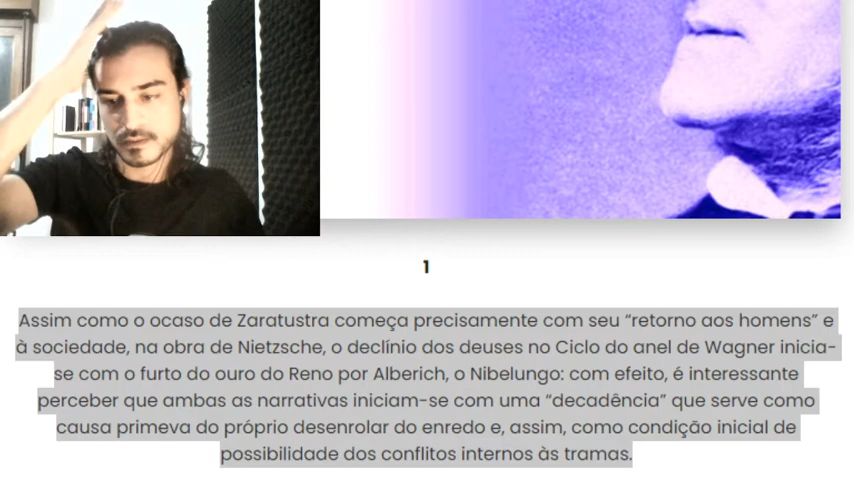 1
Assim como o ocaso de Zaratustra começa precisamente com seu “retorno aos homens” e
à sociedade, na obra de Nietzsche, o declínio dos deuses no Ciclo do anel de Wagner inicia-
se com o furto do ouro do Reno por Alberich, o Nibelungo: com efeito, é interessante
perceber que ambas as narrativas iniciam-se com uma “decadência” que serve como
causa primeva do próprio desenrolar do enredo e, assim, como condição inicial de
possibilidade dos conflitos internos às tramas.